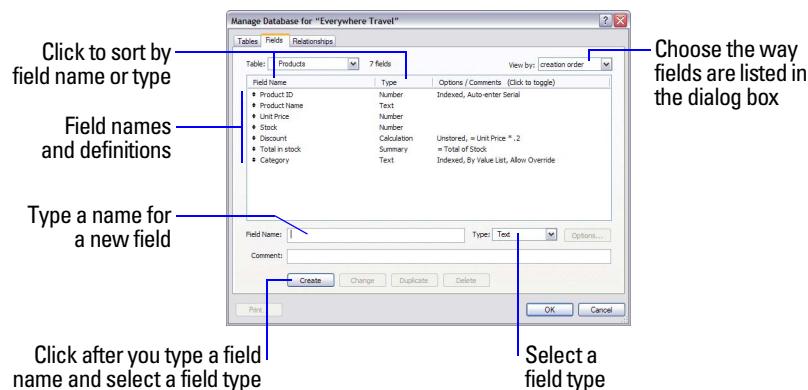 Manage Database for "Everywhere Travel"
Tables Fields Relationships
Click to sort by
field name or type
Choose the way
fields are listed in
the dialog box
Table: Products 7 fields View by: creation order
Field Name Type Options / Comments (Click to toggle)
Product ID Number Indexed, Auto-enter Serial
Product Name Text
Unit Price Number
Stock Number
Discount Calculation Unstored, = Unit Price * .2
Total in stock Summary = Total of Stock
Category Text Indexed, By Value List, Allow Override
Field names
and definitions
Type a name for
a new field
Field Name: Type: Text Options...
Comment:
Create Change Duplicate Delete
Print... OK Cancel
Click after you type a field
name and select a field type
Select a
field type